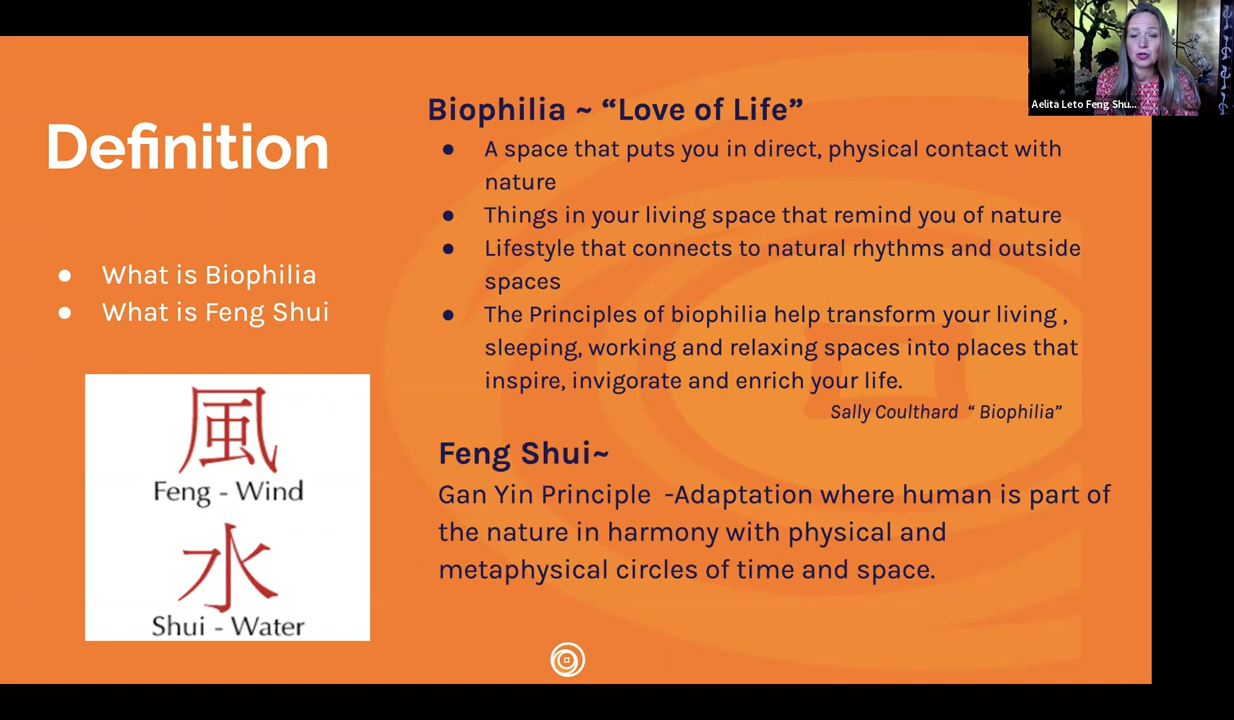 Definition
● What is Biophilia
● What is Feng Shui
風
Feng - Wind
水
Shui - Water
Biophilia ~ “Love of Life”
● A space that puts you in direct, physical contact with
nature
● Things in your living space that remind you of nature
● Lifestyle that connects to natural rhythms and outside
spaces
● The Principles of biophilia help transform your living ,
sleeping, working and relaxing spaces into places that
inspire, invigorate and enrich your life.
Sally Coulthard “ Biophilia”
Feng Shui~
Gan Yin Principle -Adaptation where human is part of
the nature in harmony with physical and
metaphysical circles of time and space.
Aelita Leto Feng Shu...